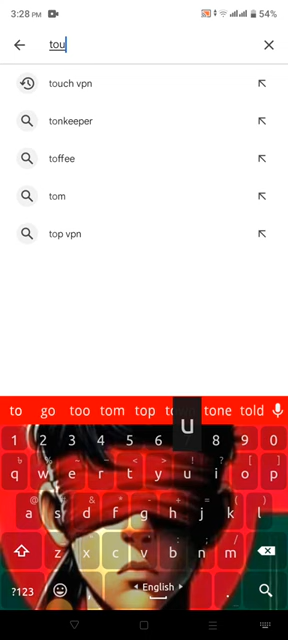 3:28 PM 54%
tou
touch vpn
tonkeeper
toffee
tom
top vpn
to go too tom top tone told
u
1 2 3 4 5 6 8 9 0
q w e r t y u i o p
a s d f g h j k l
z x c v b n m
?123 , English .